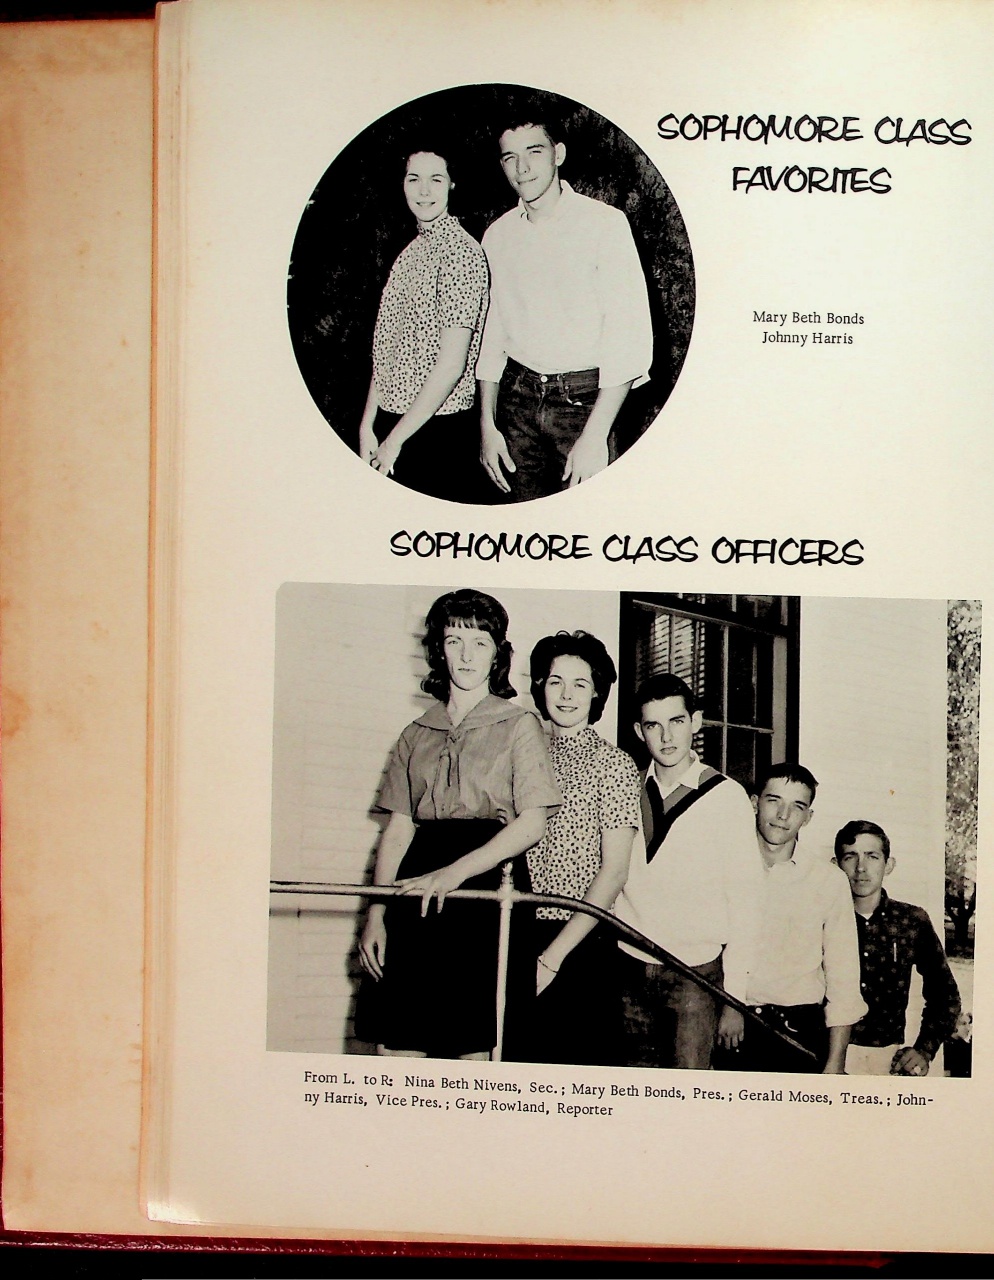 SOPHOMORE CLASS
FAVORITES
Mary Beth Bonds
Johnny Harris
SOPHOMORE CLASS OFFICERS
From L. to R: Nina Beth Nivens, Sec.; Mary Beth Bonds, Pres.; Gerald Moses, Treas.; John-
ny Harris, Vice Pres.; Gary Rowland, Reporter